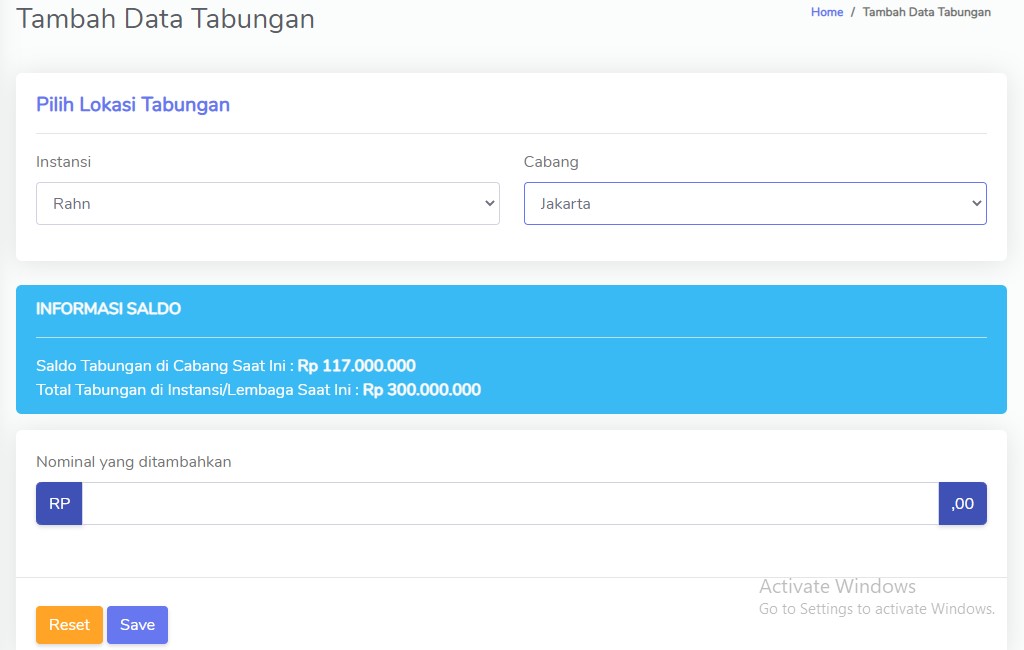 Tambah Data Tabungan
Home / Tambah Data Tabungan
Pilih Lokasi Tabungan
Instansi
Cabang
Rahn
Jakarta
INFORMASI SALDO
Saldo Tabungan di Cabang Saat Ini : Rp 117.000.000
Total Tabungan di Instansi/Lembaga Saat Ini : Rp 300.000.000
Nominal yang ditambahkan
RP
,00
Activate Windows
Go to Settings to activate Windows.
Reset
Save